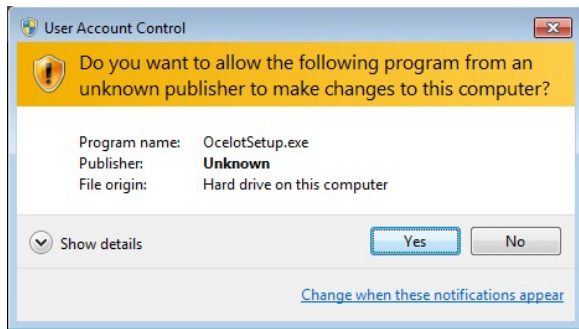 User Account Control
Do you want to allow the following program from an
unknown publisher to make changes to this computer?
Program name: OcelotSetup.exe
Publisher: Unknown
File origin: Hard drive on this computer
Show details
Yes No
Change when these notifications appear